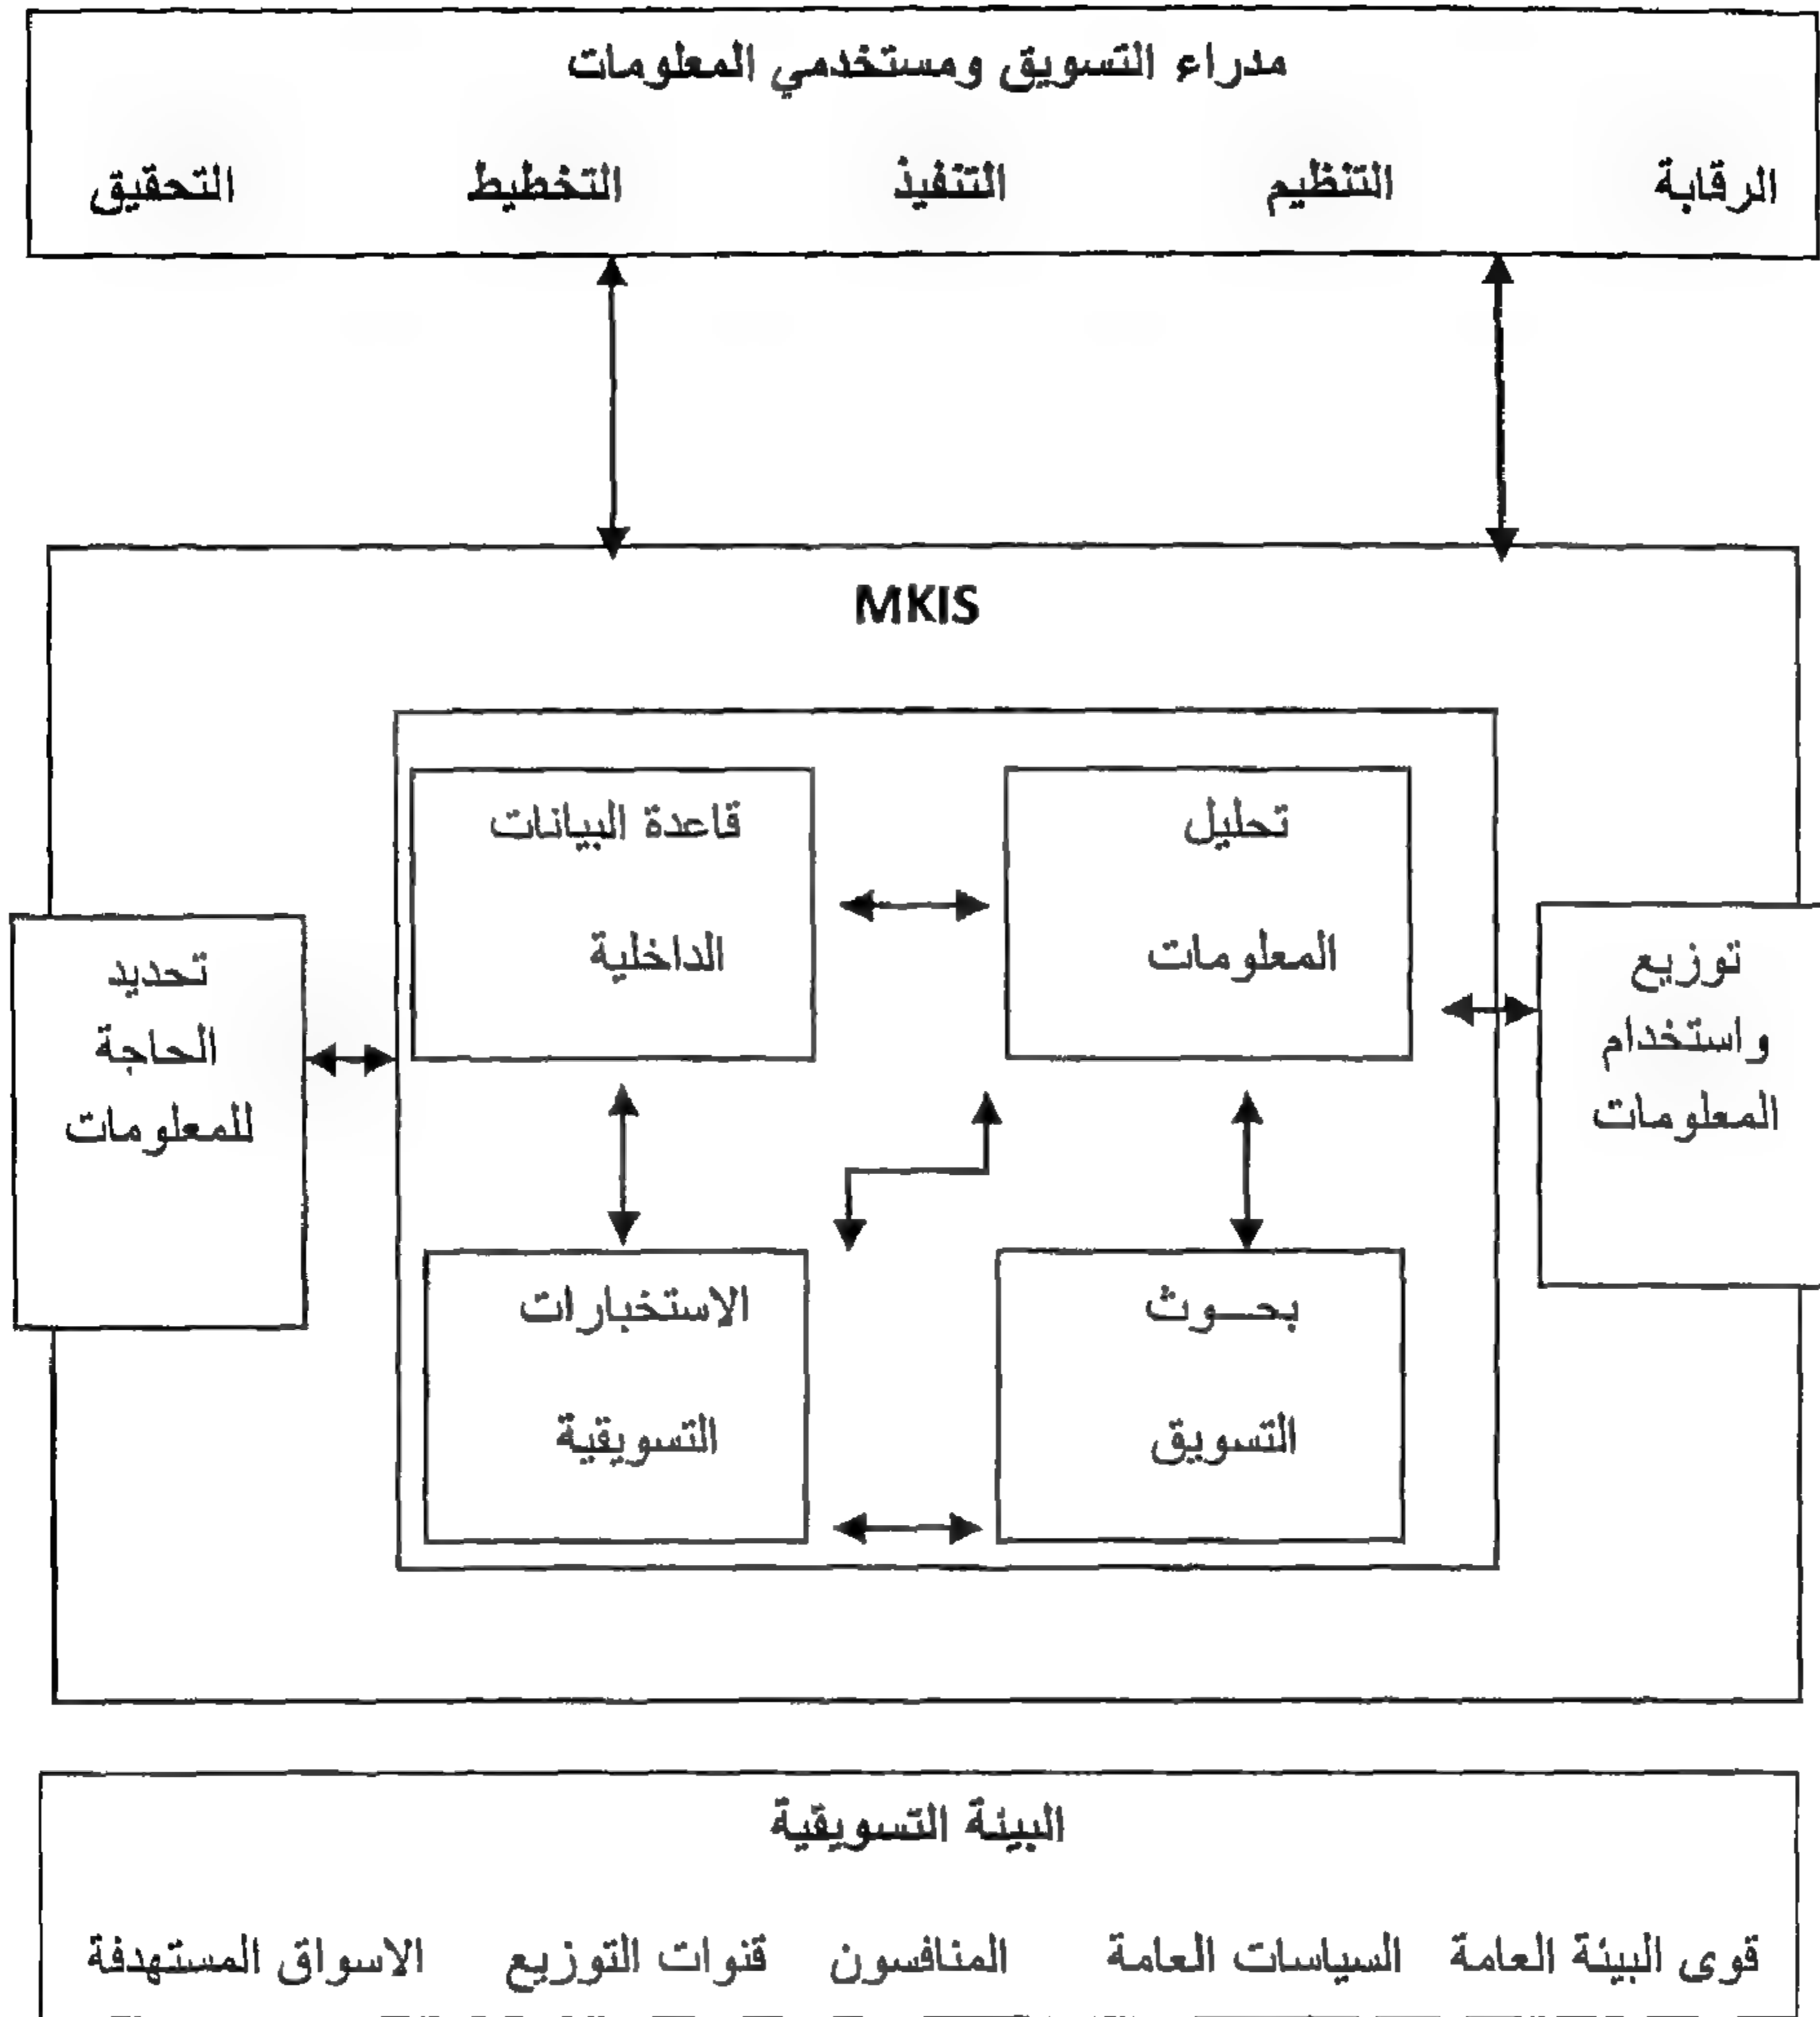 مدراء التسويق ومستخدمي المعلومات
الرقابة التنظيم التنفيذ التخطيط التحقيق
MKIS
تحليل
المعلومات
قاعدة البيانات
الداخلية
توزيع
واستخدام
المعلومات
تحديد
الحاجة
للمعلومات
بحـــوث
التسويق
الاستخبارات
التسويقية
البيئة التسويقية
قوى البيئة العامة السياسات العامة المنافسون قنوات التوزيع الاسواق المستهدفة